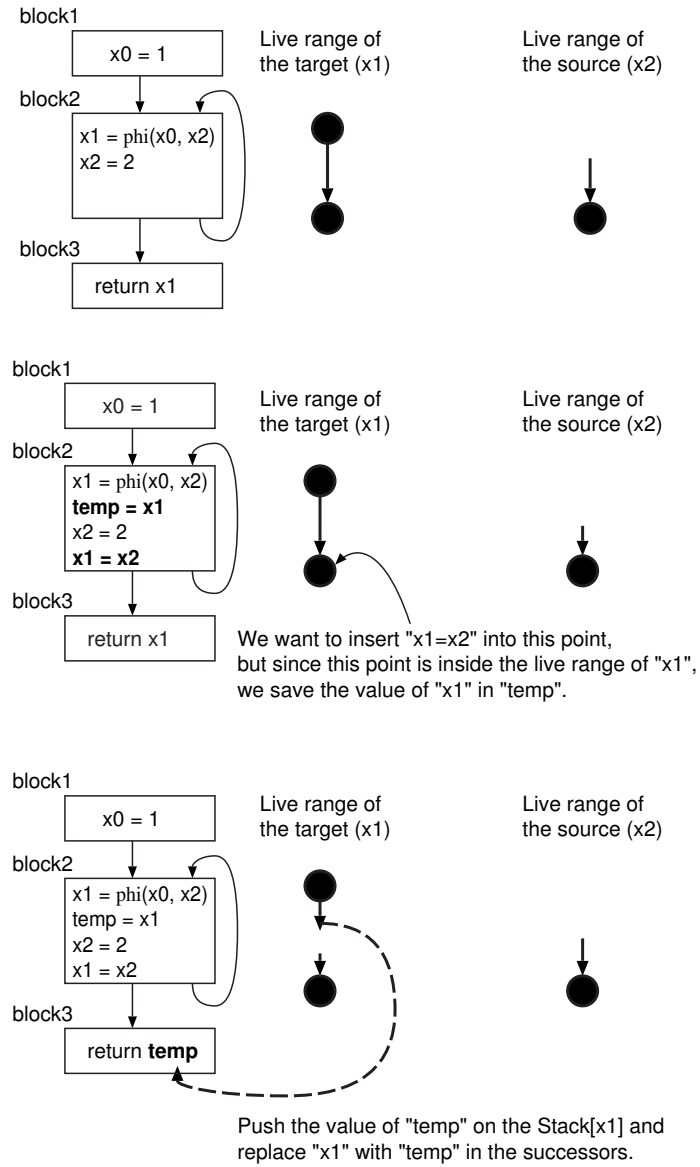 block1
x0 = 1
Live range of
the target (x1)
Live range of
the source (x2)
block2
x1 = phi(x0, x2)
x2 = 2
block3
return x1
block1
x0 = 1
Live range of
the target (x1)
Live range of
the source (x2)
block2
x1 = phi(x0, x2)
temp = x1
x2 = 2
x1 = x2
block3
return x1
We want to insert "x1=x2" into this point,
but since this point is inside the live range of "x1",
we save the value of "x1" in "temp".
block1
x0 = 1
Live range of
the target (x1)
Live range of
the source (x2)
block2
x1 = phi(x0, x2)
temp = x1
x2 = 2
x1 = x2
block3
return temp
Push the value of "temp" on the Stack[x1] and
replace "x1" with "temp" in the successors.